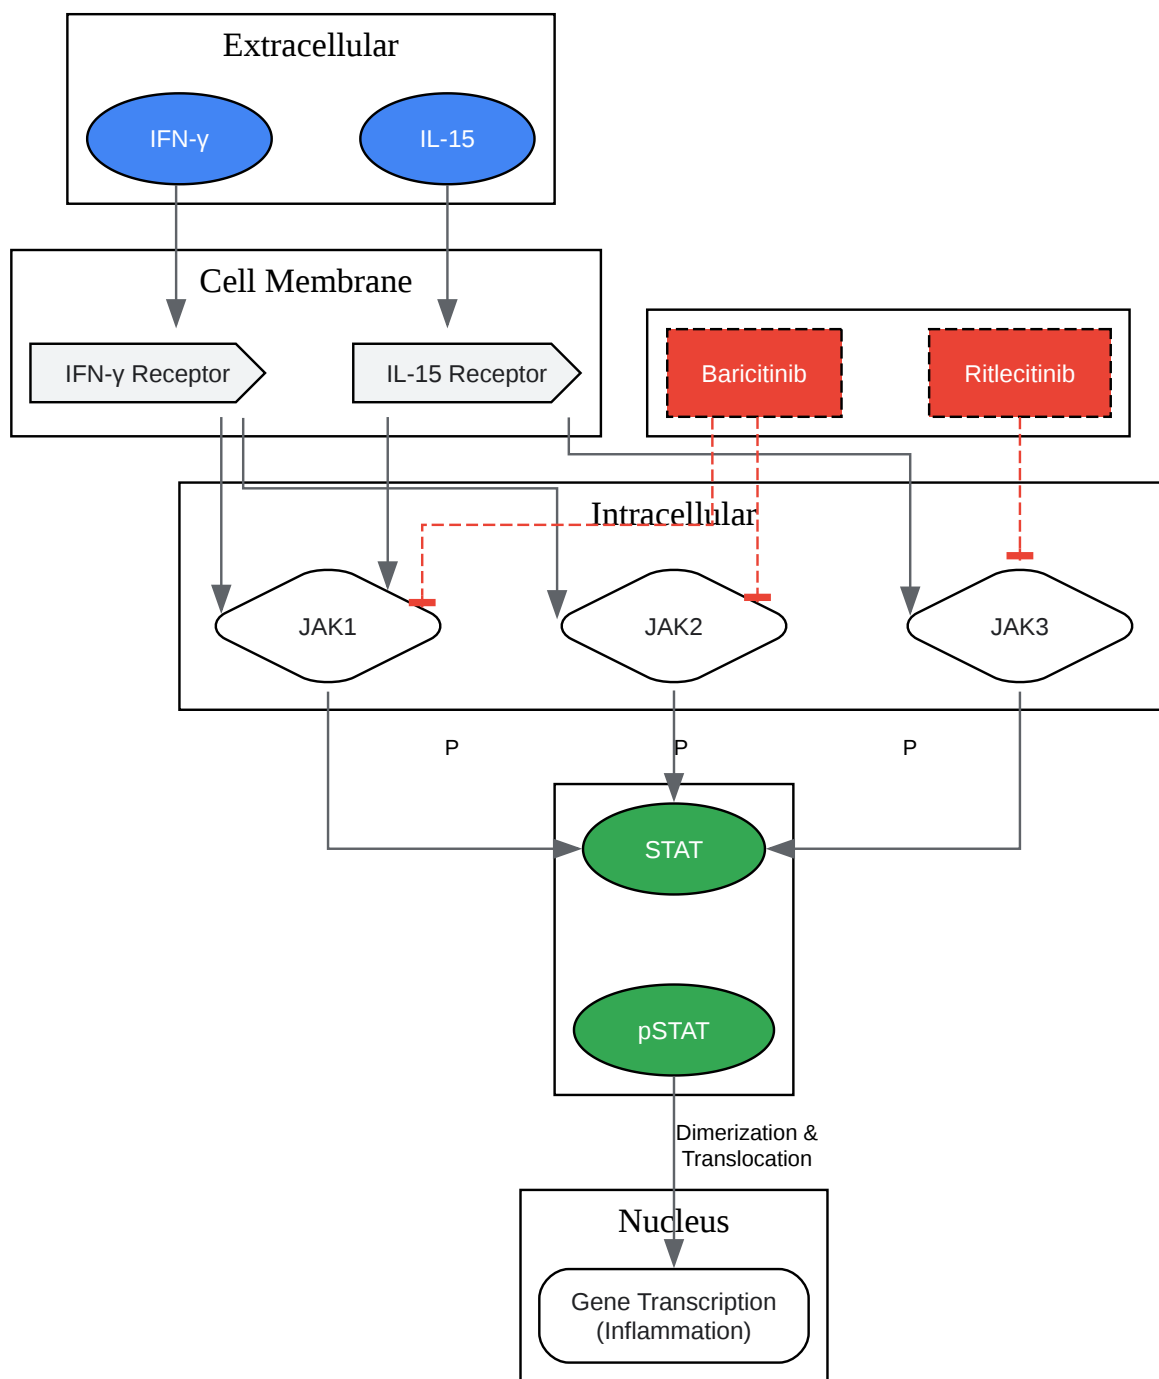 Extracellular
IFN-γ
IL-15
Cell Membrane
IFN-γ Receptor
IL-15 Receptor
Baricitinib
Ritlecitinib
Intracellular
JAK1
JAK2
JAK3
P
P
P
STAT
pSTAT
Dimerization &
Translocation
Nucleus
Gene Transcription
(Inflammation)